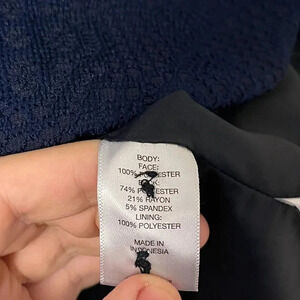 BODY:
FACE:
100% POLYESTER
74% POLYESTER
21% RAYON
5% SPANDEX
LINING:
100% POLYESTER
MADE IN
INDONESIA